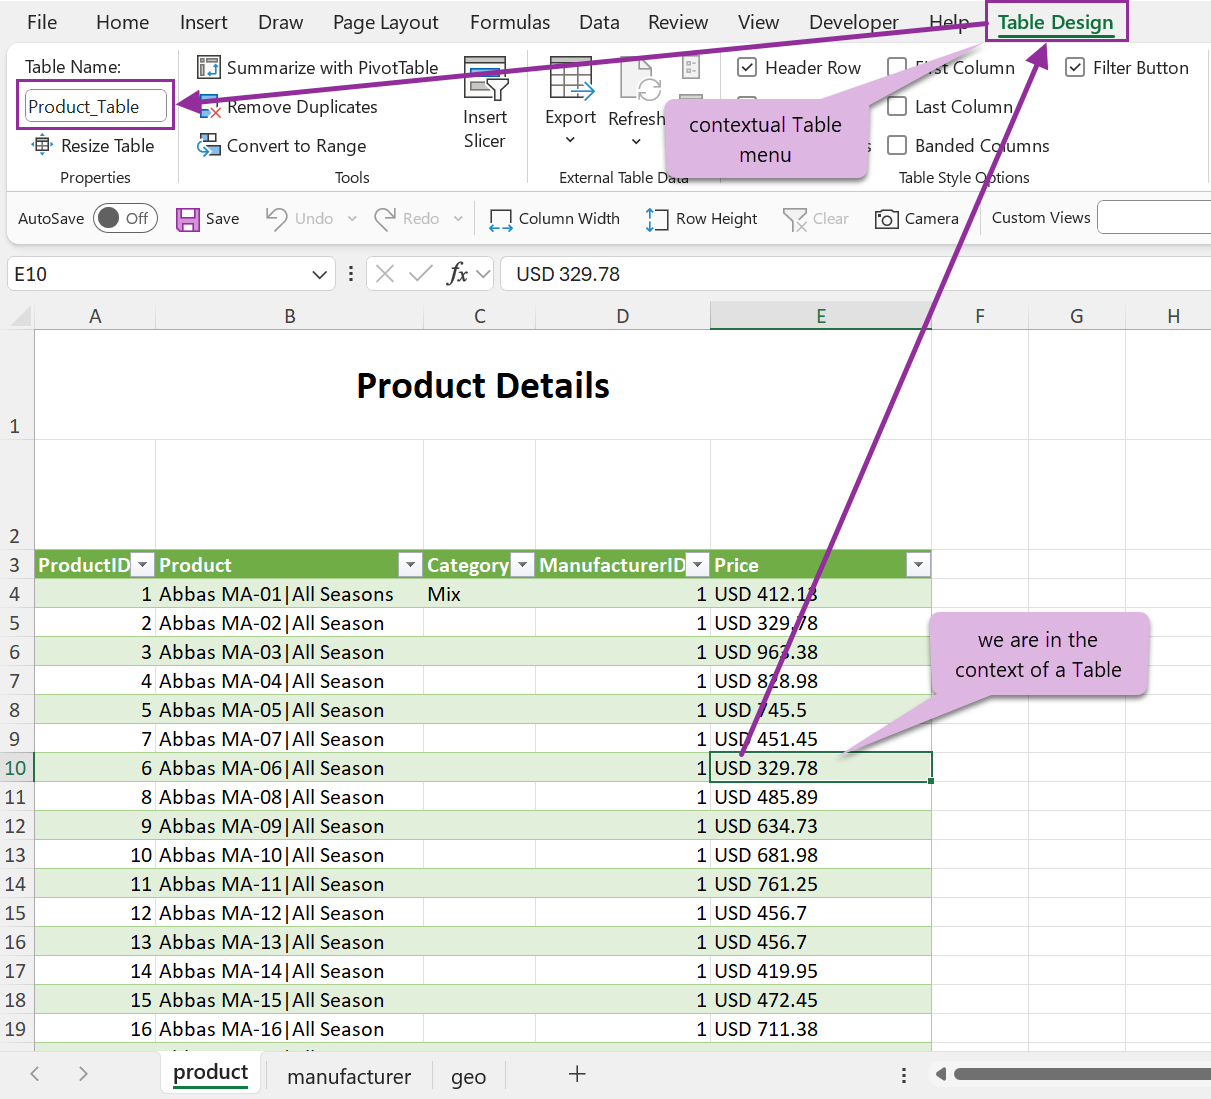 File Home Insert Draw Page Layout Formulas Data Review View Developer Help Table Design
Table Name:
Product_Table
Resize Table
Properties
Summarize with PivotTable
Remove Duplicates
Convert to Range
Tools
Insert
Slicer
Export
Refresh
External Table Data
Header Row
First Column
Last Column
Banded Columns
Filter Button
Table Style Options
contextual Table
menu
AutoSave Off Save Undo Redo Column Width Row Height Clear Camera Custom Views
E10 fx USD 329.78
A B C D E F G H
1 Product Details
2
3 ProductID Product Category ManufacturerID Price
4 1 Abbas MA-01|All Seasons Mix 1 USD 412.13
5 2 Abbas MA-02|All Season 1 USD 329.78
6 3 Abbas MA-03|All Season 1 USD 963.38
7 4 Abbas MA-04|All Season 1 USD 828.98
8 5 Abbas MA-05|All Season 1 USD 745.5
9 7 Abbas MA-07|All Season 1 USD 451.45
10 6 Abbas MA-06|All Season 1 USD 329.78
11 8 Abbas MA-08|All Season 1 USD 485.89
12 9 Abbas MA-09|All Season 1 USD 634.73
13 10 Abbas MA-10|All Season 1 USD 681.98
14 11 Abbas MA-11|All Season 1 USD 761.25
15 12 Abbas MA-12|All Season 1 USD 456.7
16 13 Abbas MA-13|All Season 1 USD 456.7
17 14 Abbas MA-14|All Season 1 USD 419.95
18 15 Abbas MA-15|All Season 1 USD 472.45
19 16 Abbas MA-16|All Season 1 USD 711.38
we are in the
context of a Table
product manufacturer geo